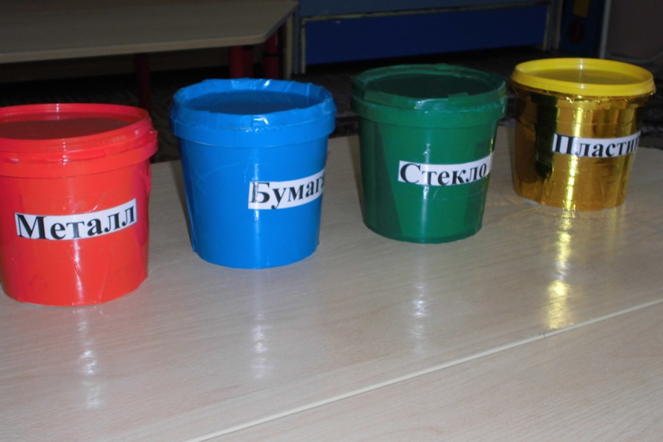 Металл
Бумаг
Стекло
Пласти